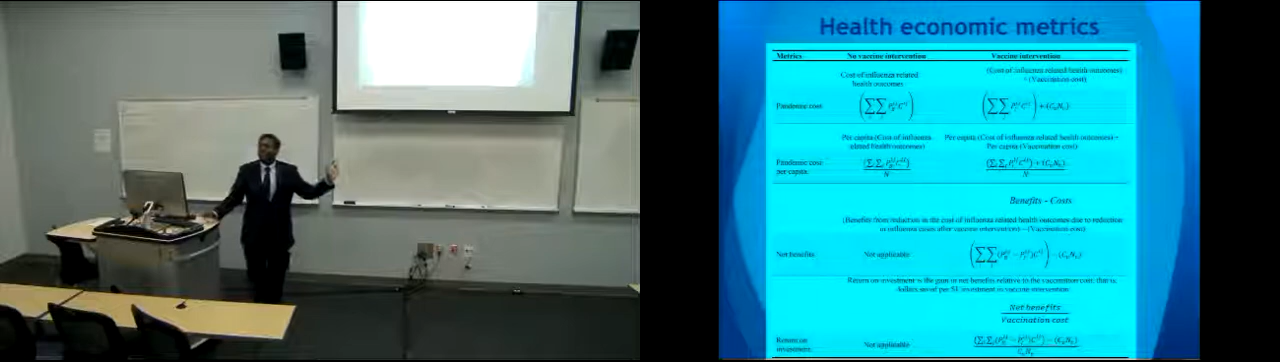 Health economic metrics
Metrics No vaccine intervention Vaccine intervention
Cost of influenza related health outcomes
(Cost of influenza related health outcomes) + (Vaccination cost)
Pandemic cost
Per capita (Cost of influenza related health outcomes)
Per capita (Cost of influenza related health outcomes) + Per capita (Vaccination cost)
Pandemic cost per capita
Benefits - Costs
(Benefits from reduction in the cost of influenza related health outcomes due to reduction
in influenza cases after vaccine intervention) – (Vaccination cost)
Net benefits Not applicable
Return on investment is the gain in net benefits relative to the vaccination cost, that is,
dollars saved per $1 investment in vaccine intervention.
Net benefits
Vaccination cost
Return on investment Not applicable